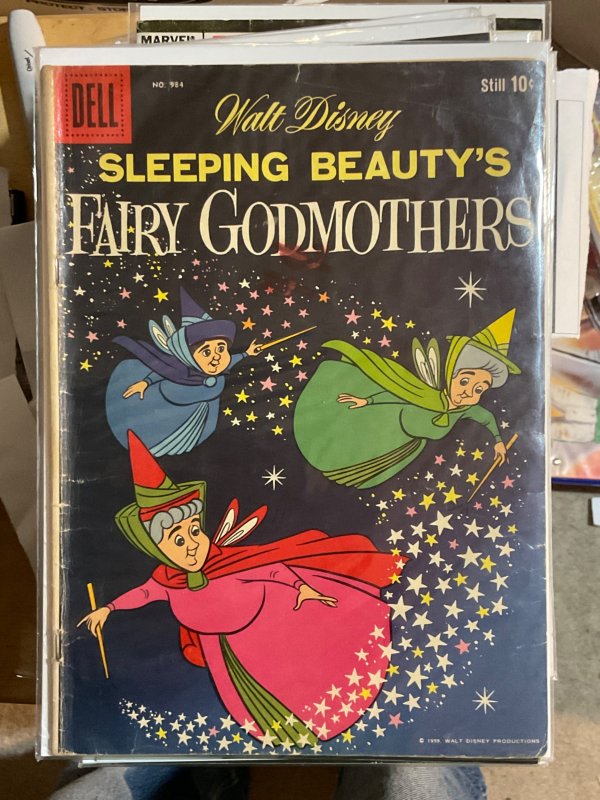 MARVEL
DELL
NO. 984
Still 10¢
Walt Disney
SLEEPING BEAUTY'S
FAIRY GODMOTHERS
© 1959, WALT DISNEY PRODUCTIONS